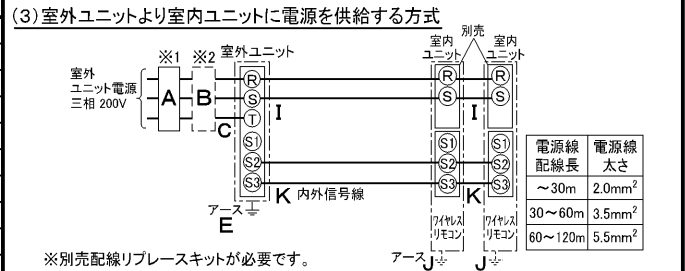 (3)室外ユニットより室内ユニットに電源を供給する方式
※1 ※2 室外ユニット
別売
室内ユニット
室内ユニット
室外
ユニット電源
三相 200V
A
B
C
R
S
T
S1
S2
S3
I
K 内外信号線
アース
E
R
S
S1
S2
S3
ワイヤレス
リモコン
アース J
I
K
R
S
S1
S2
S3
ワイヤレス
リモコン
J
電源線配線長 電源線太さ
～30m 2.0mm²
30～60m 3.5mm²
60～120m 5.5mm²
※別売配線リプレースキットが必要です。